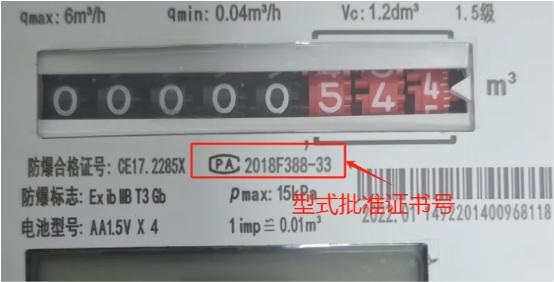 qmax: 6m³/h qmin: 0.04m³/h Vc: 1.2dm³ 1.5级
0 0 0 0 0 5 4 4 m³
防爆合格证号: CE17.2285X PA 2018F388-33
防爆标志: Ex ib ⅡB T3 Gb pmax: 15kPa
型式批准证书号
电池型号: AA1.5V X 4 1 imp ≙ 0.01m³